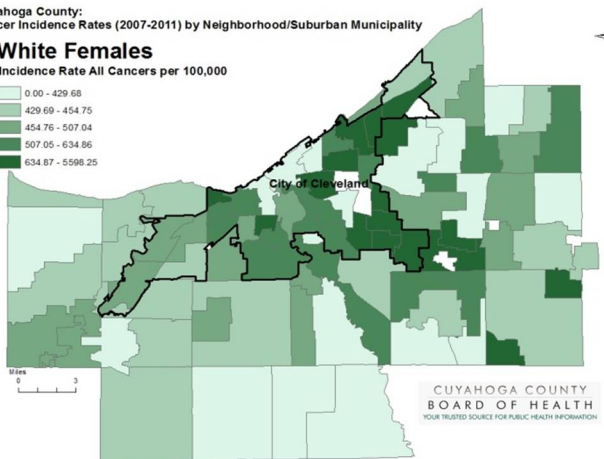 ahoga County:
cer Incidence Rates (2007-2011) by Neighborhood/Suburban Municipality
White Females
Incidence Rate All Cancers per 100,000
0.00 - 429.68
429.69 - 454.75
454.76 - 507.04
507.05 - 634.86
634.87 - 5598.25
City of Cleveland
Miles
0 3
CUYAHOGA COUNTY
BOARD OF HEALTH
YOUR TRUSTED SOURCE FOR PUBLIC HEALTH INFORMATION